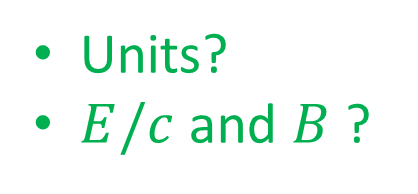 • Units?
• E/c and B ?